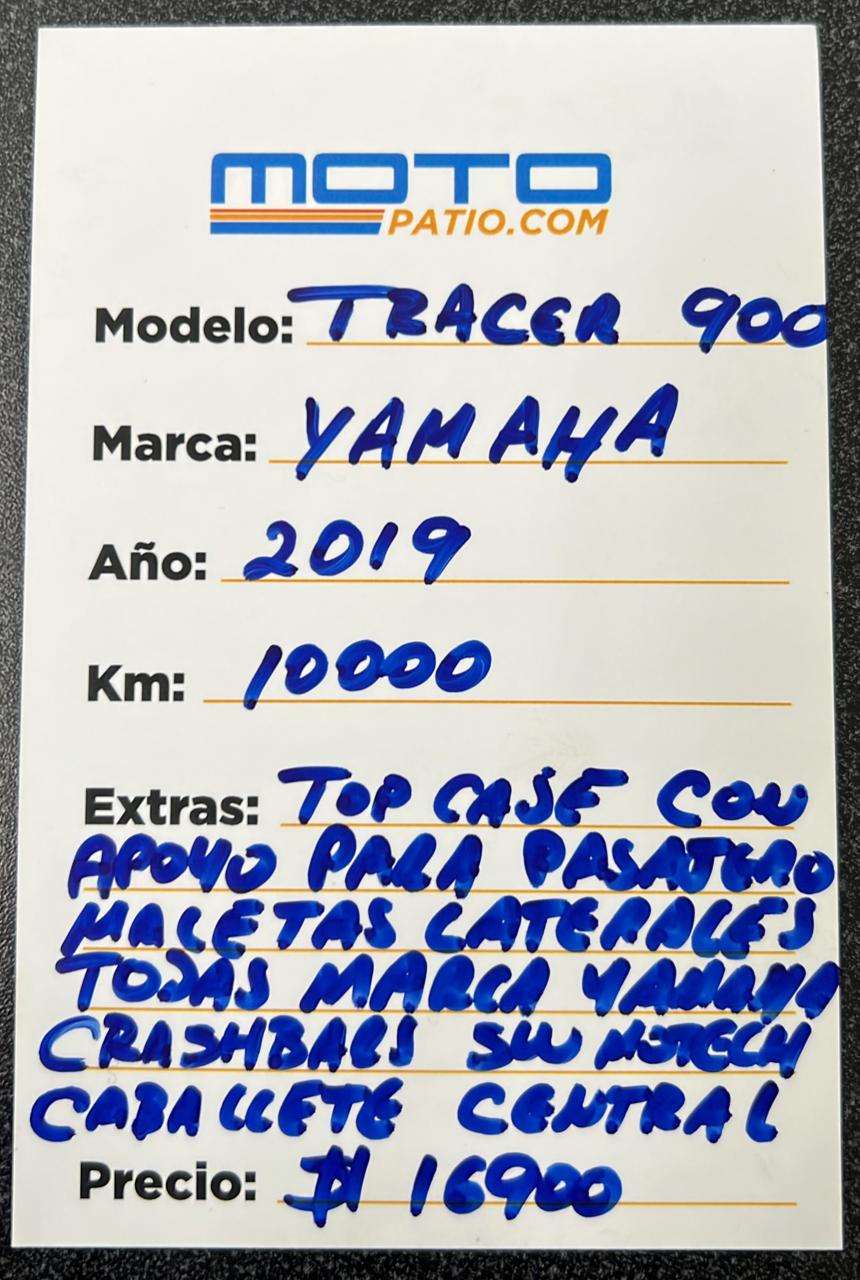 MOTO
PATIO.COM
Modelo: TRACER 900
Marca: YAMAHA
Año: 2019
Km: 10000
Extras: TOP CASE CON
APOYO PARA PASAJERO
MALETAS LATERALES
TODAS MARCA YAMAHA
CRASHBARS SW MOTECH
CABALLETE CENTRAL
Precio: $ 16900